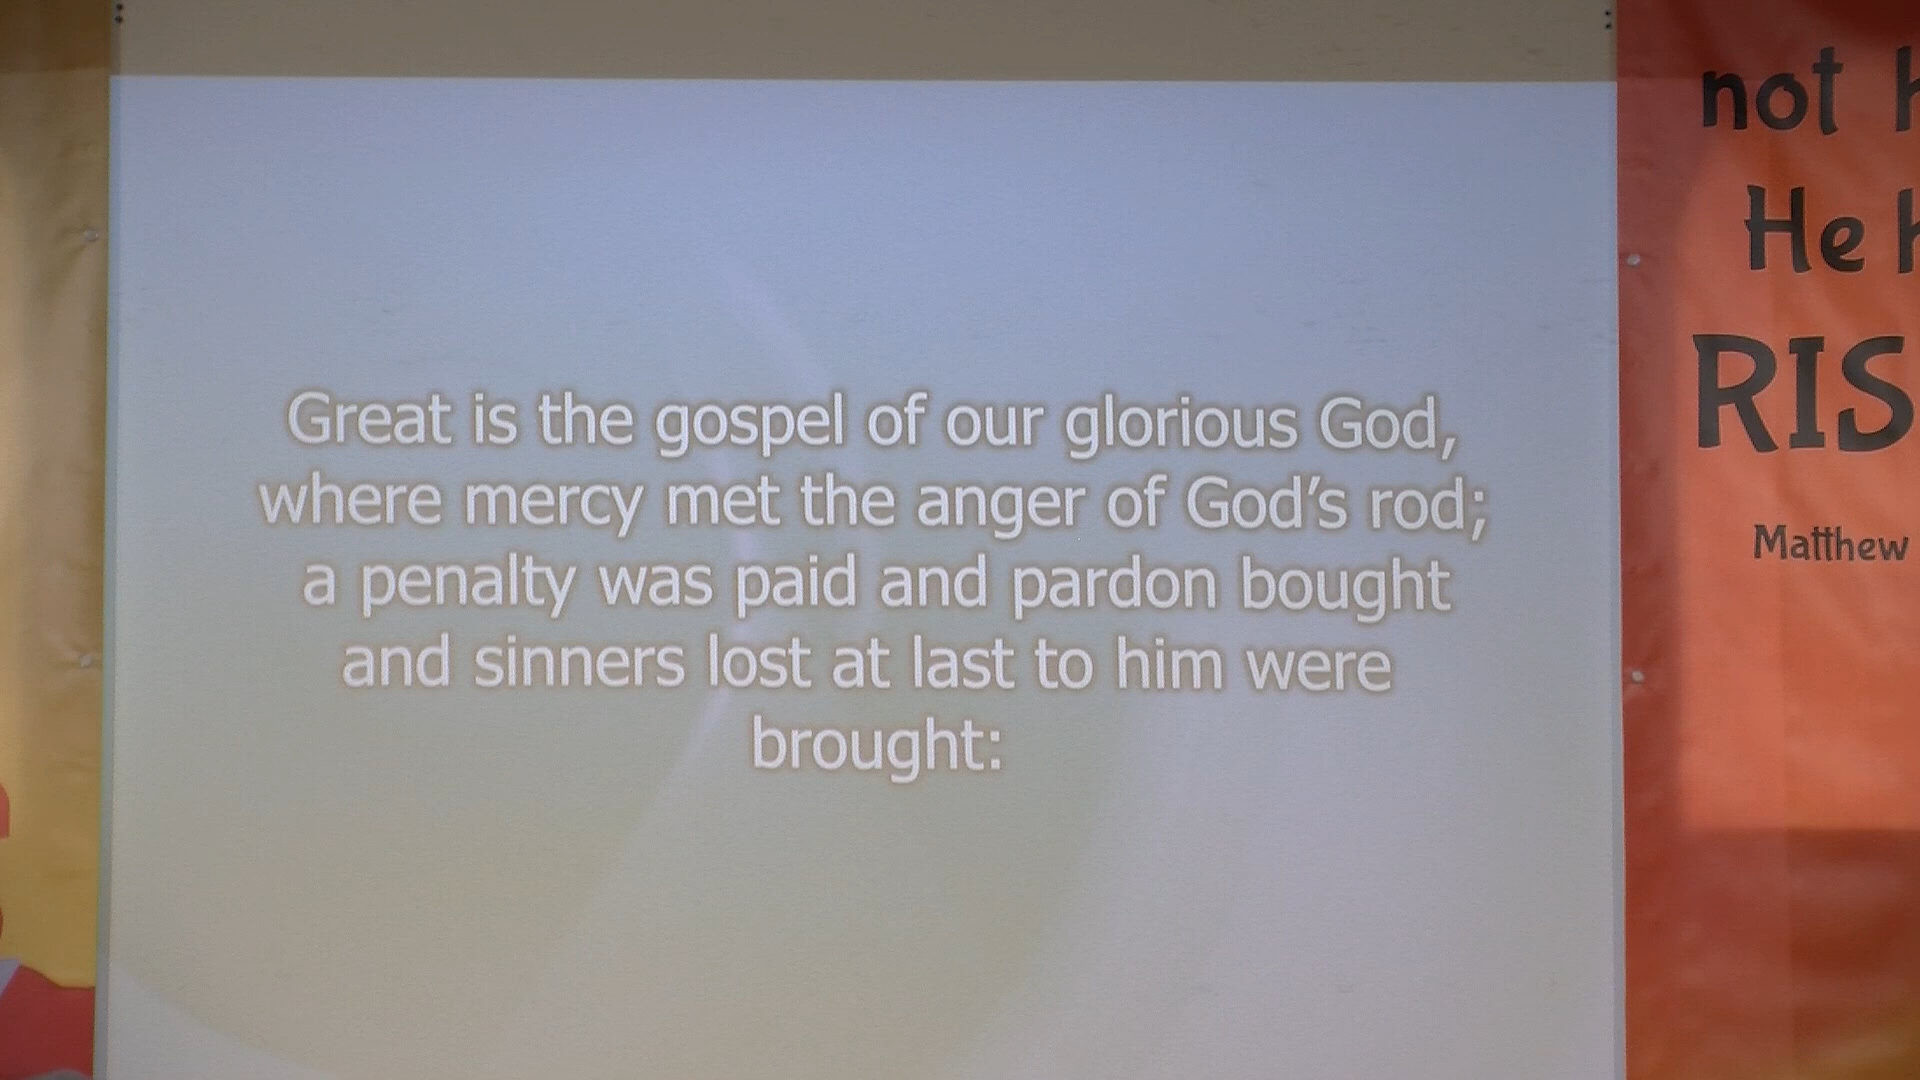 Great is the gospel of our glorious God,
where mercy met the anger of God's rod;
a penalty was paid and pardon bought
and sinners lost at last to him were
brought:
not
He
RIS
Matthew